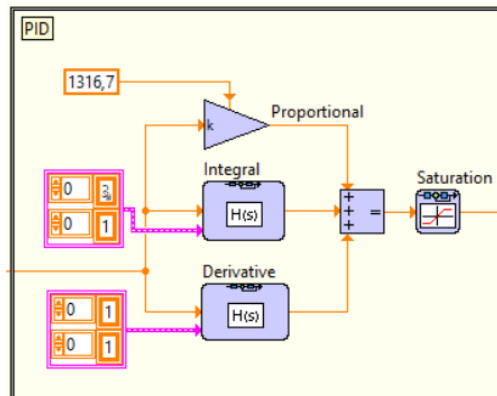 PID
1316,7
k
Proportional
Integral
0
0
1
H(s)
+
+
+
=
Saturation
Derivative
0
1
0
1
H(s)